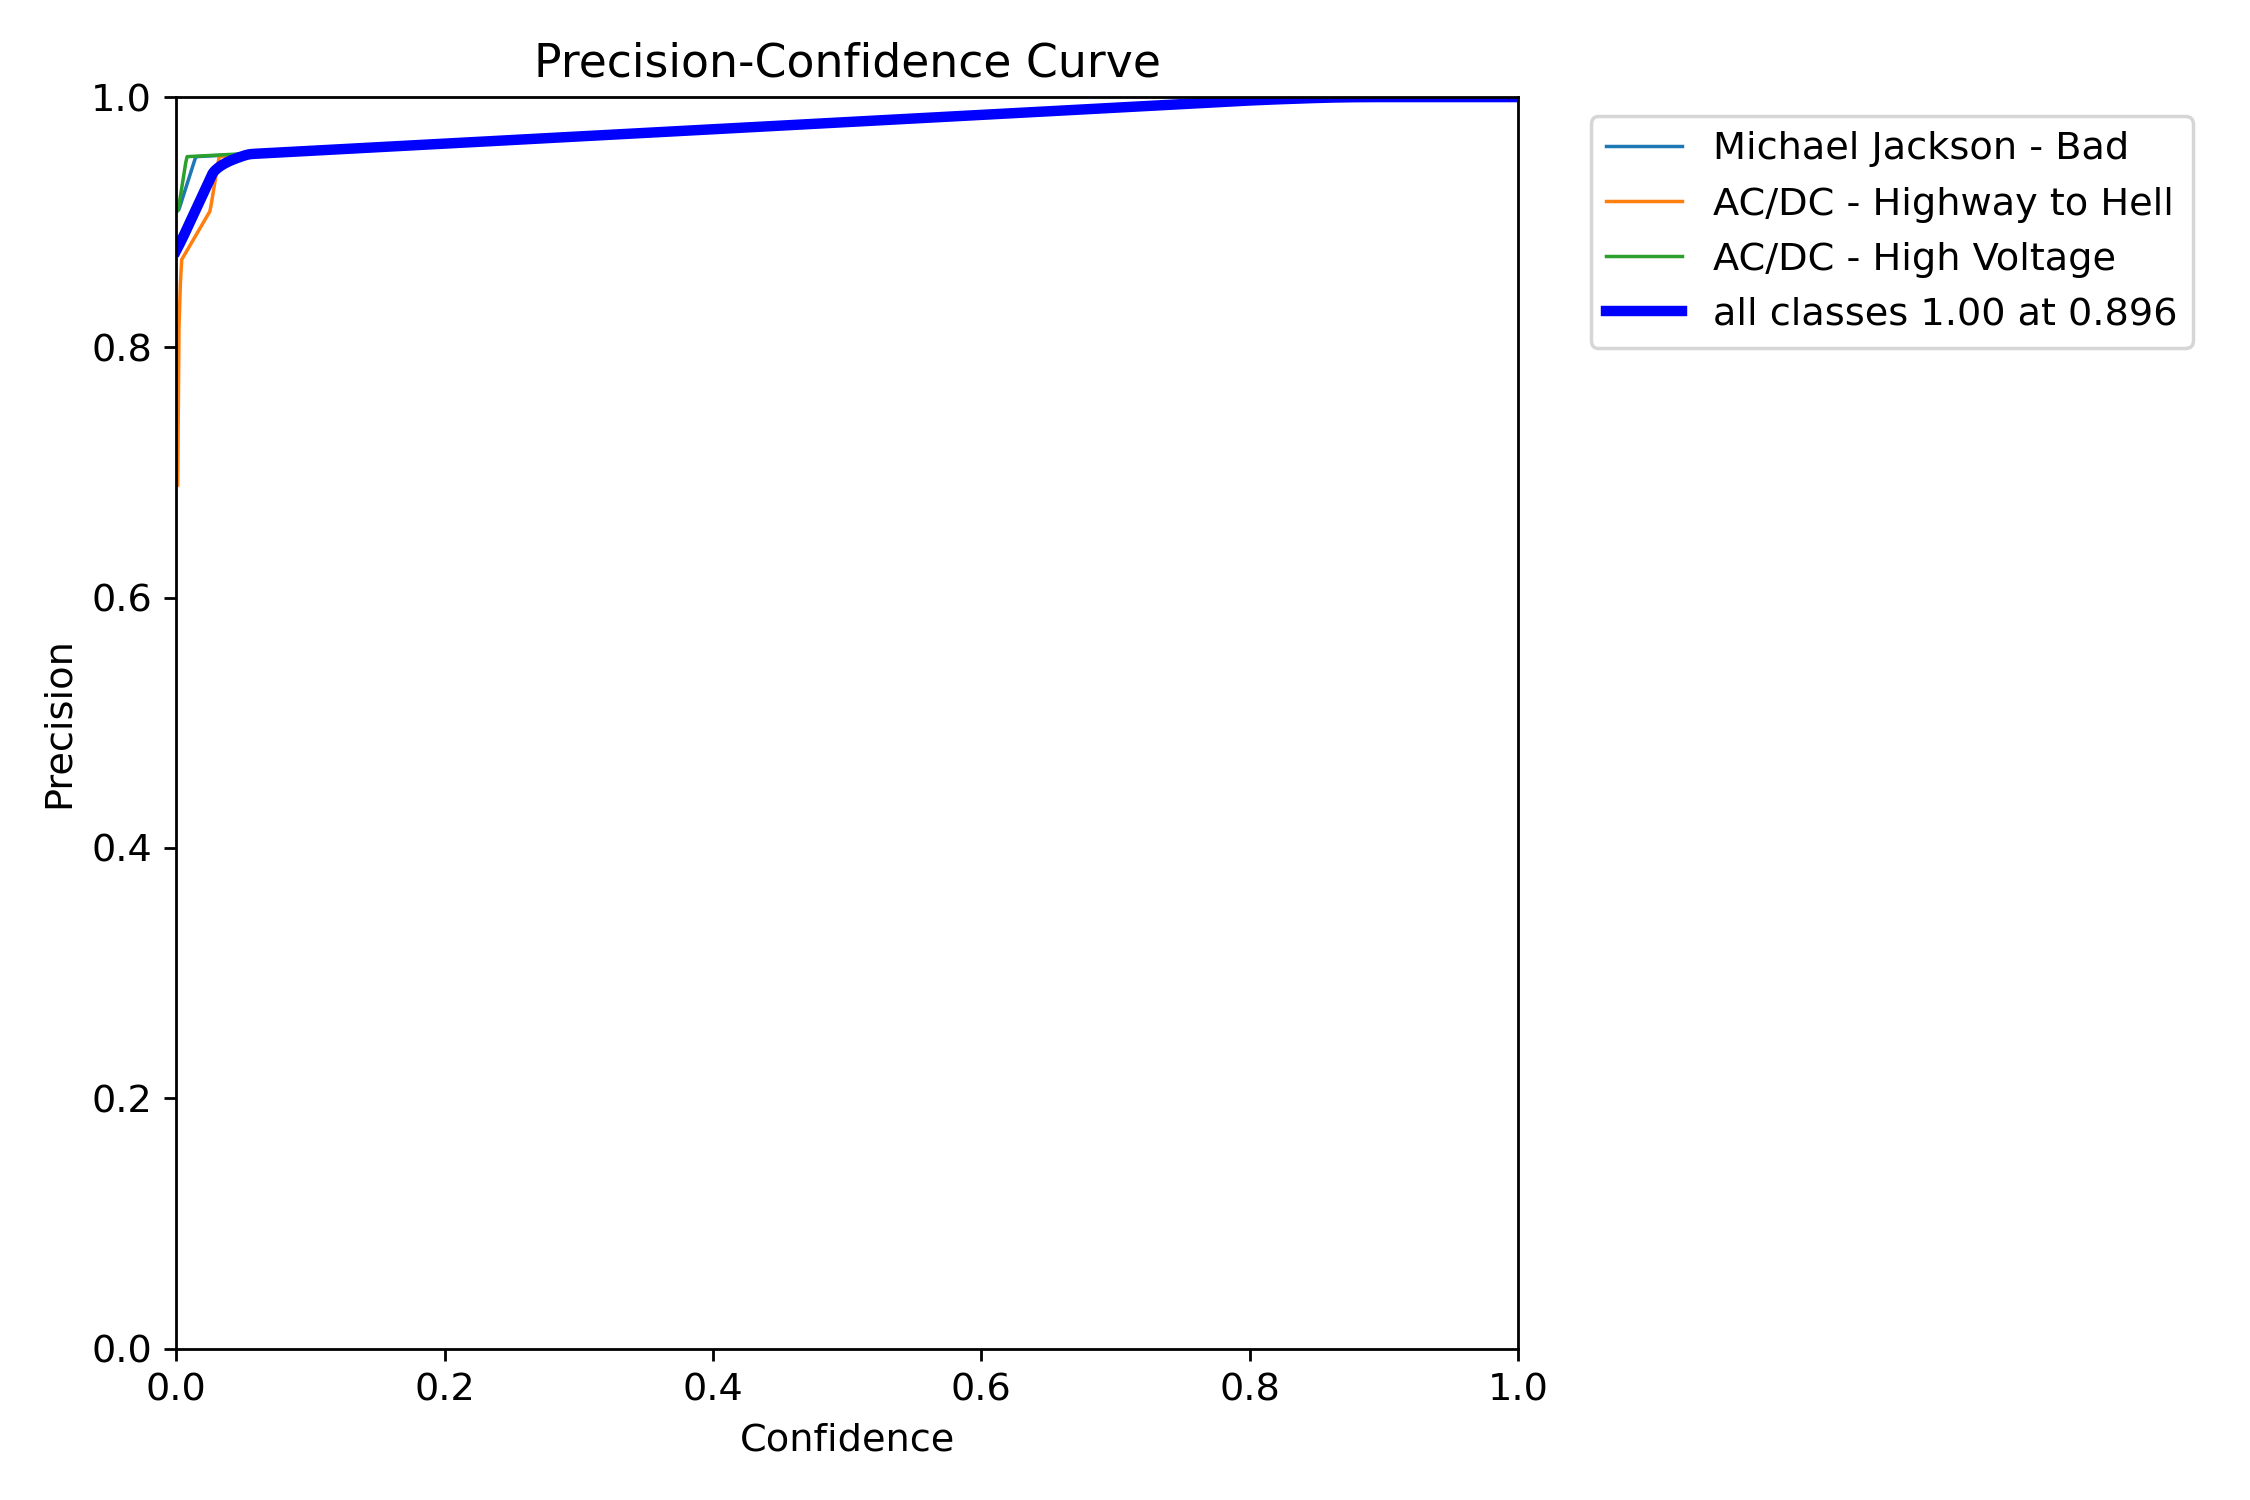 Precision-Confidence Curve
1.0
0.8
0.6
0.4
0.2
0.0
Precision
0.0 0.2 0.4 0.6 0.8 1.0
Confidence
Michael Jackson - Bad
AC/DC - Highway to Hell
AC/DC - High Voltage
all classes 1.00 at 0.896